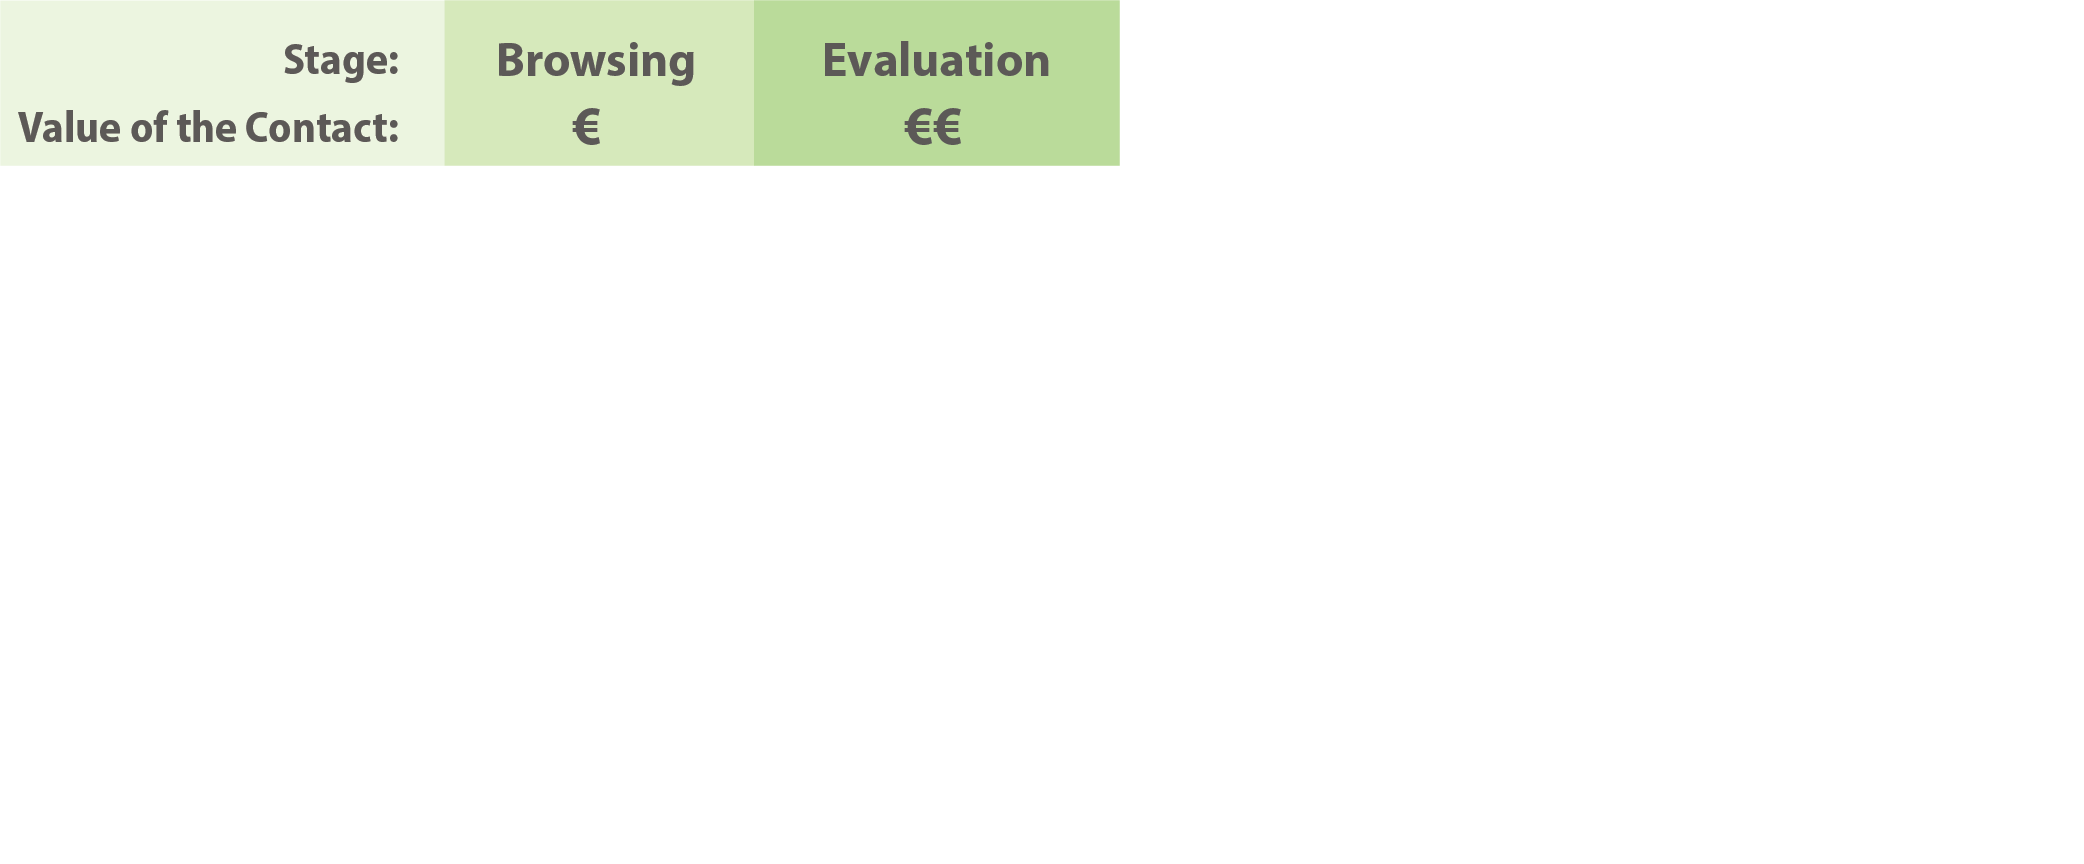 Stage: Browsing Evaluation
Value of the Contact: € €€